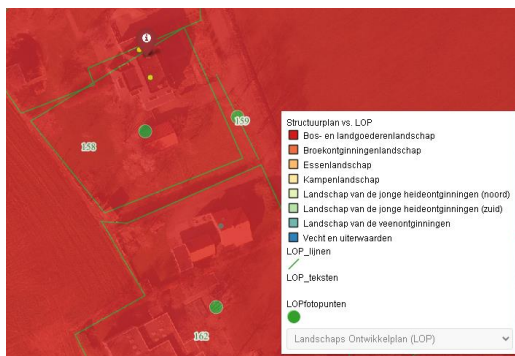 158
159
162
Structuurplan vs. LOP
Bos- en landgoederenlandschap
Broekontginningenlandschap
Essenlandschap
Kampenlandschap
Landschap van de jonge heideontginningen (noord)
Landschap van de jonge heideontginningen (zuid)
Landschap van de veenontginningen
Vecht en uiterwaarden
LOP_lijnen
LOP_teksten
LOPfotopunten
Landschaps Ontwikkelplan (LOP)